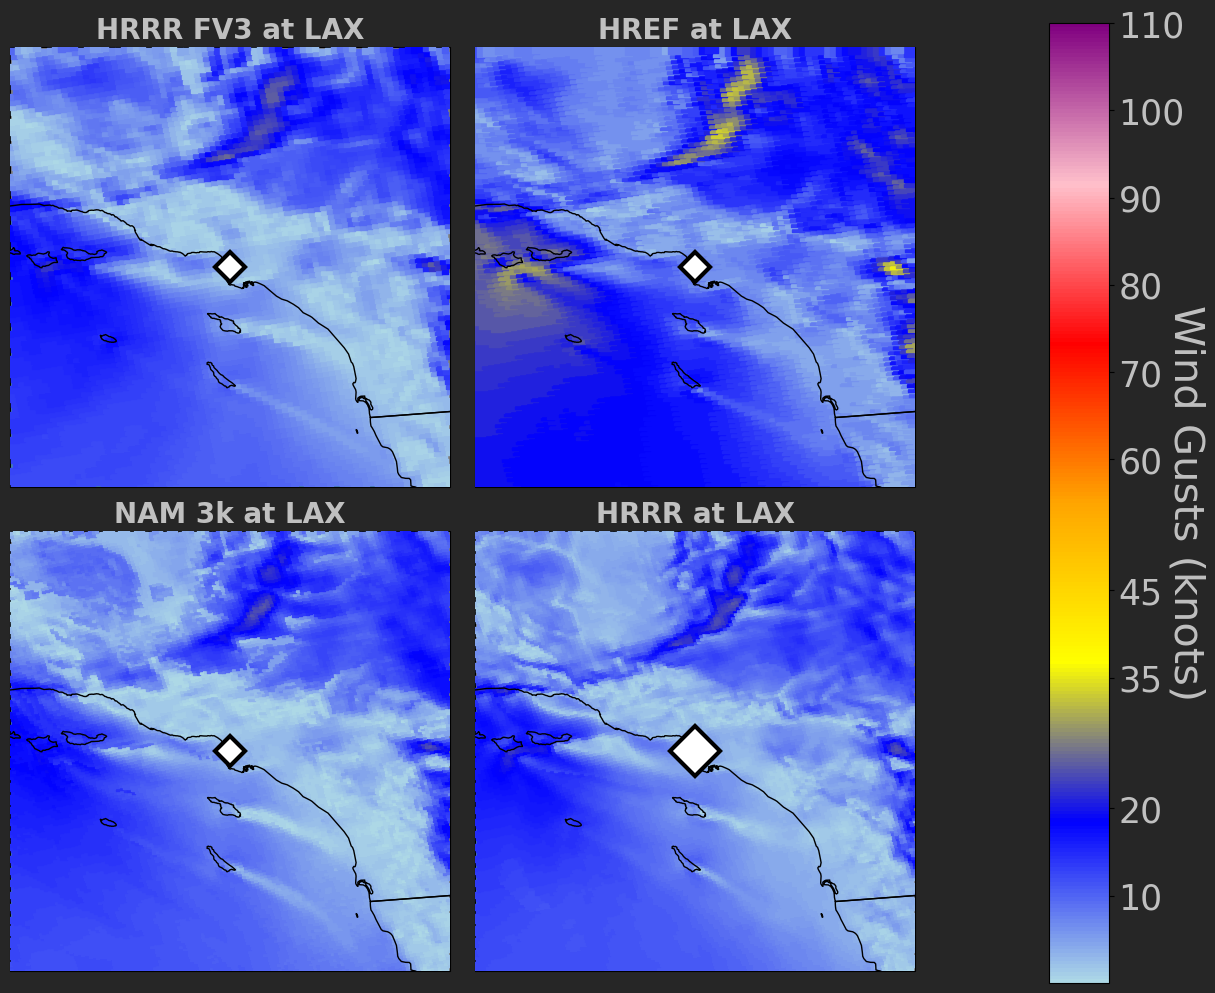 HRRR FV3 at LAX
HREF at LAX
NAM 3k at LAX
HRRR at LAX
110
100
90
80
70
60
45
35
20
10
Wind Gusts (knots)